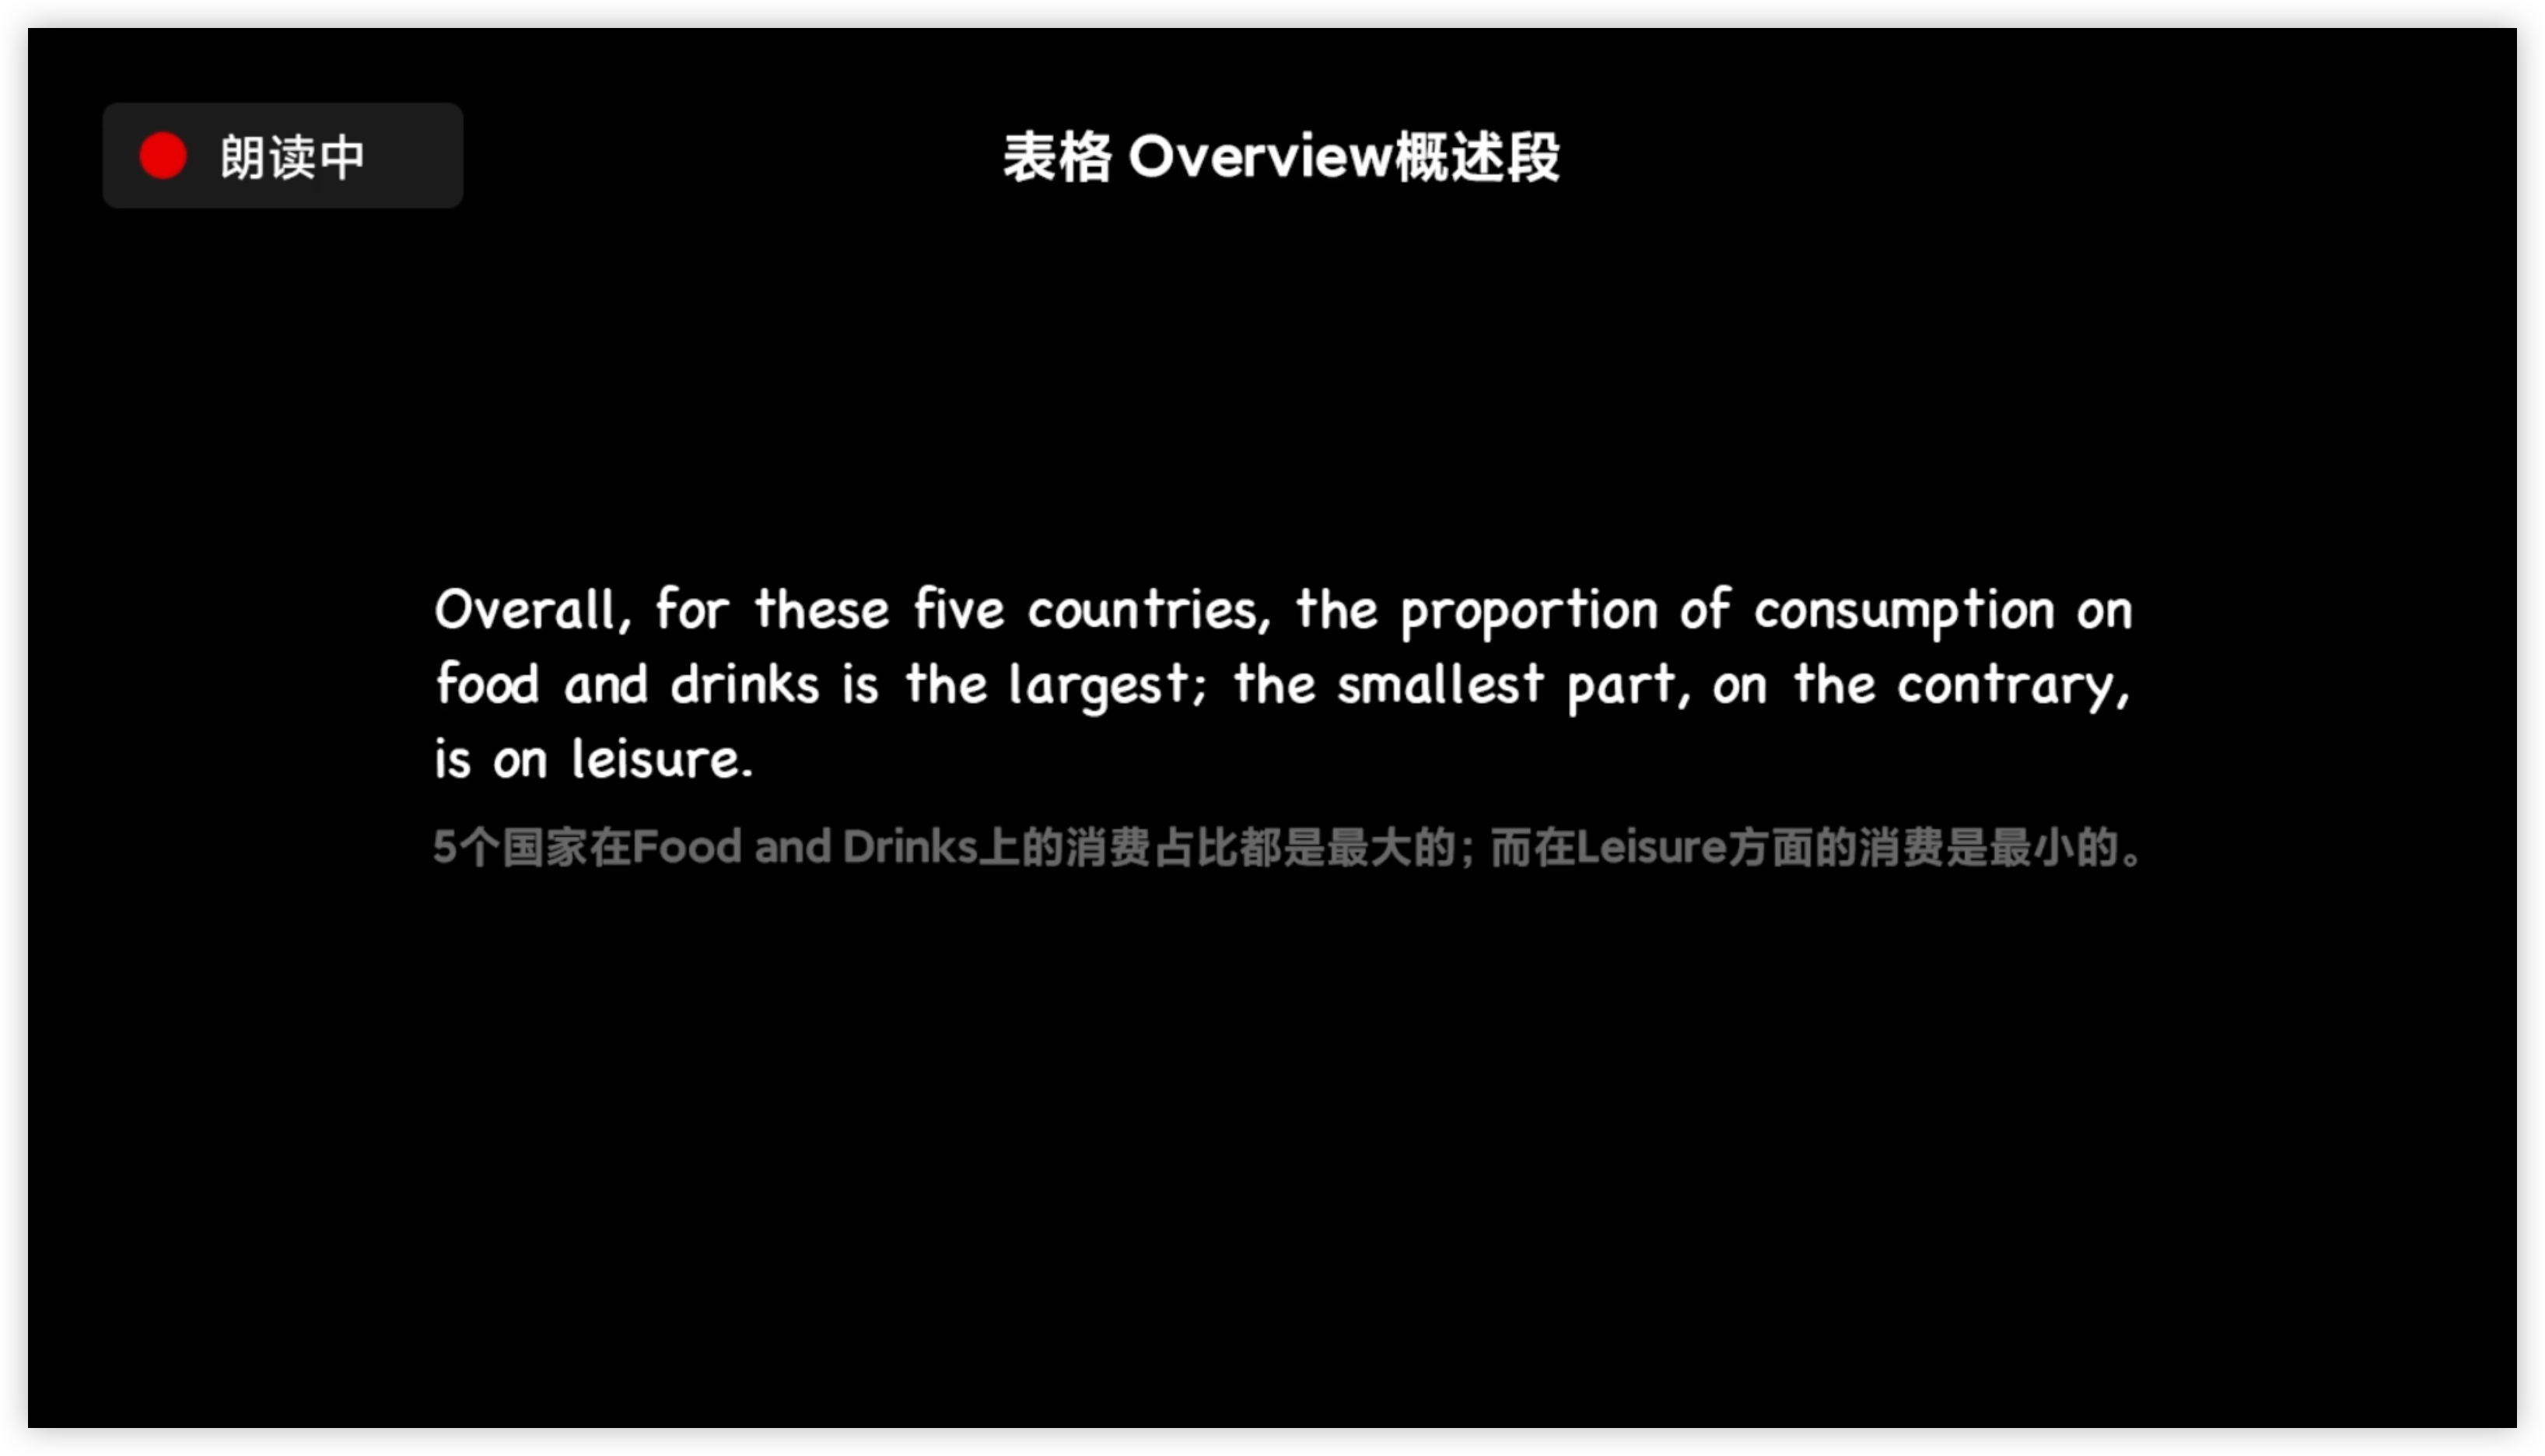 朗读中
表格 Overview概述段
Overall, for these five countries, the proportion of consumption on
food and drinks is the largest; the smallest part, on the contrary,
is on leisure.
5个国家在Food and Drinks上的消费占比都是最大的；而在Leisure方面的消费是最小的。